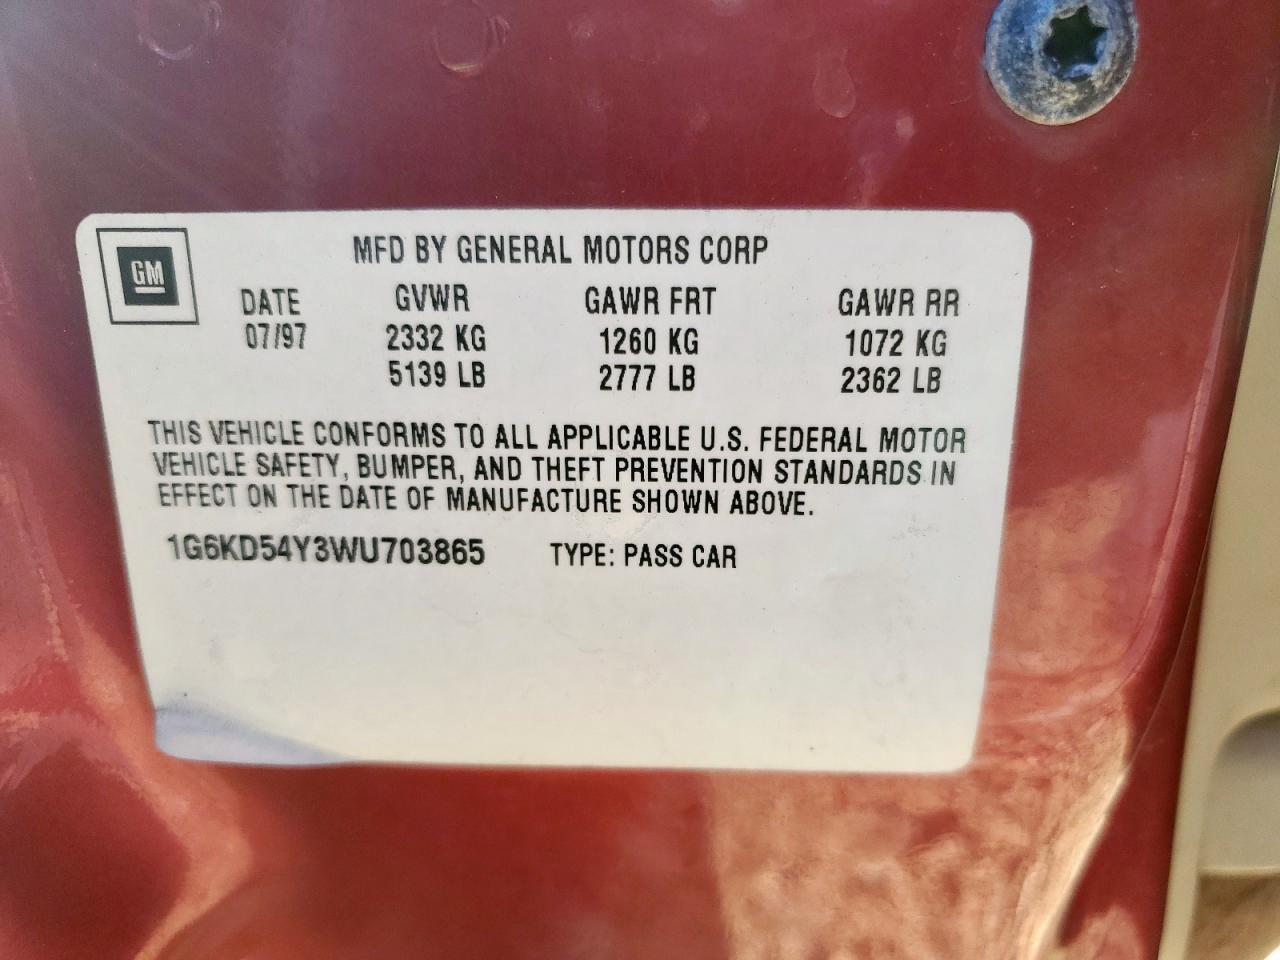 GM
MFD BY GENERAL MOTORS CORP
DATE GVWR GAWR FRT GAWR RR
07/97 2332 KG 1260 KG 1072 KG
5139 LB 2777 LB 2362 LB
THIS VEHICLE CONFORMS TO ALL APPLICABLE U.S. FEDERAL MOTOR
VEHICLE SAFETY, BUMPER, AND THEFT PREVENTION STANDARDS IN
EFFECT ON THE DATE OF MANUFACTURE SHOWN ABOVE.
1G6KD54Y3WU703865 TYPE: PASS CAR